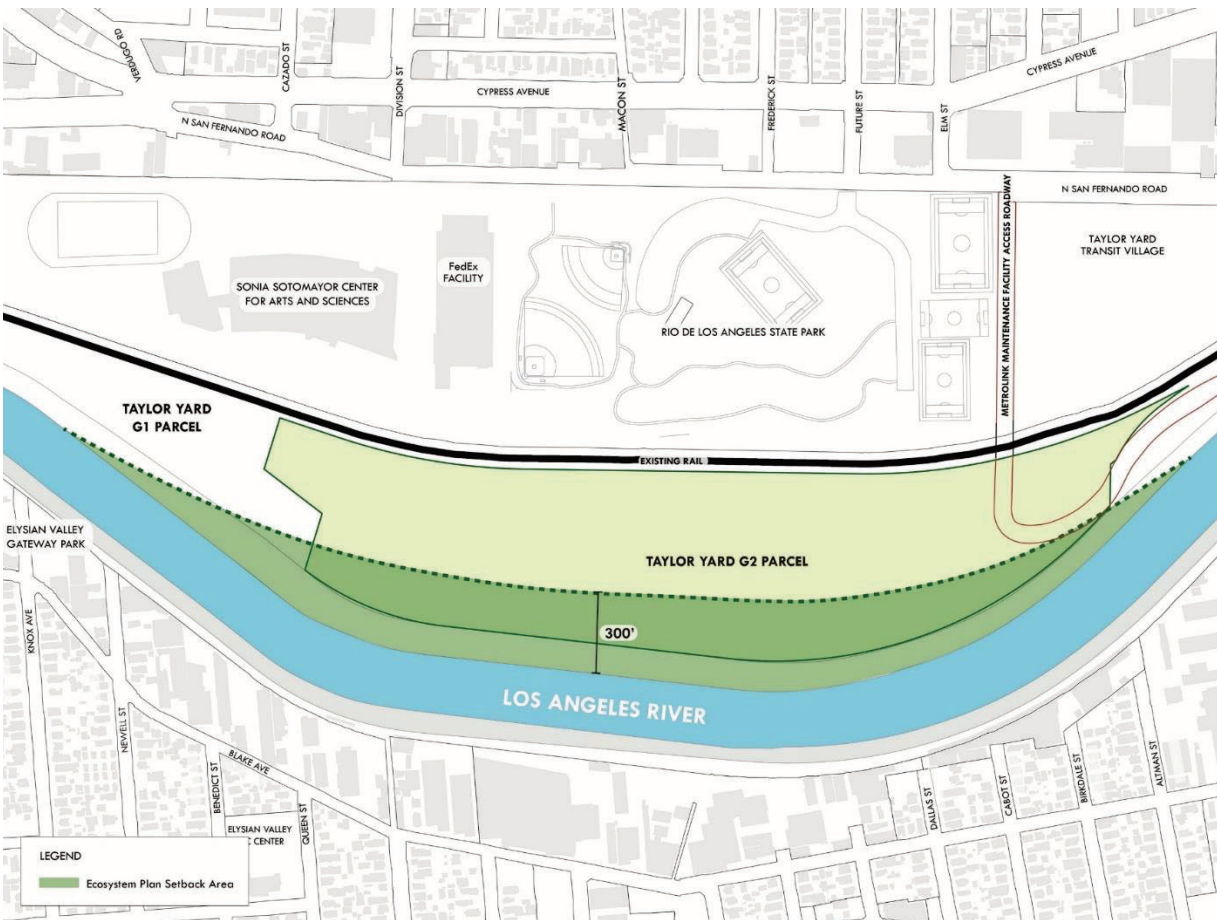 VERDUGO RD
CAZADO ST
DIVISION ST
CYPRESS AVENUE
MACON ST
FREDERICK ST
FUTURE ST
ELM ST
CYPRESS AVENUE
N SAN FERNANDO ROAD
N SAN FERNANDO ROAD
METROLINK MAINTENANCE FACILITY ACCESS ROADWAY
TAYLOR YARD
TRANSIT VILLAGE
SONIA SOTOMAYOR CENTER
FOR ARTS AND SCIENCES
FedEx
FACILITY
RIO DE LOS ANGELES STATE PARK
TAYLOR YARD
G1 PARCEL
EXISTING RAIL
ELYSIAN VALLEY
GATEWAY PARK
TAYLOR YARD G2 PARCEL
300'
LOS ANGELES RIVER
KNOX AVE
NEWELL ST
BENEDICT ST
BLAKE AVE
QUEEN ST
DALLAS ST
CABOT ST
BIRKDALE ST
ALTMAN ST
ELYSIAN VALLEY
C CENTER
LEGEND
Ecosystem Plan Setback Area